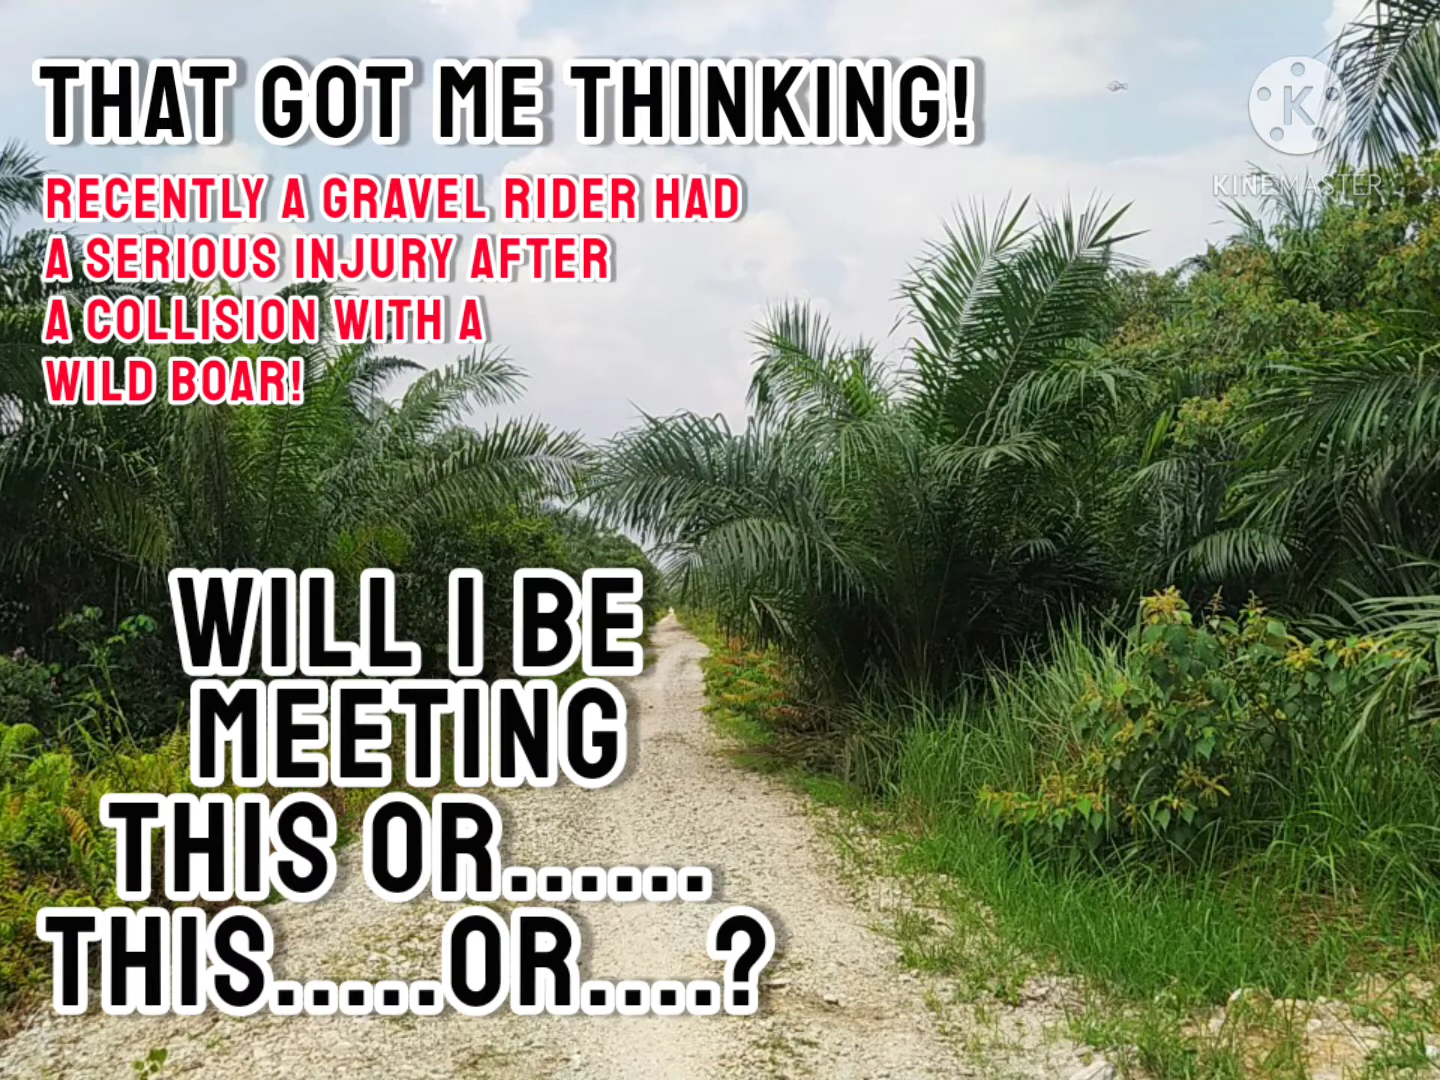 THAT GOT ME THINKING!
KINEMASTER
RECENTLY A GRAVEL RIDER HAD
A SERIOUS INJURY AFTER
A COLLISION WITH A
WILD BOAR!
WILL I BE
MEETING
THIS OR......
THIS.....OR....?